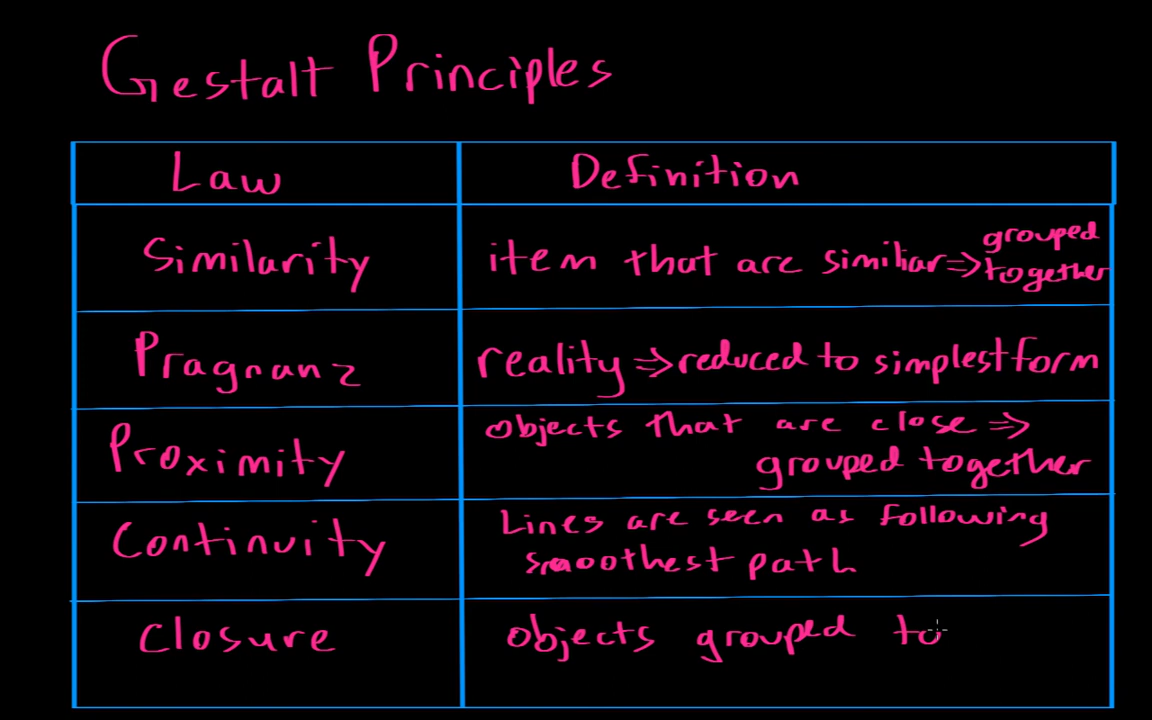 Gestalt Principles
Law Definition
Similarity item that are similiar => grouped together
Pragnanz reality => reduced to simplest form
Proximity objects that are close =>
grouped together
Continuity Lines are seen as following
smoothest path
Closure objects grouped to